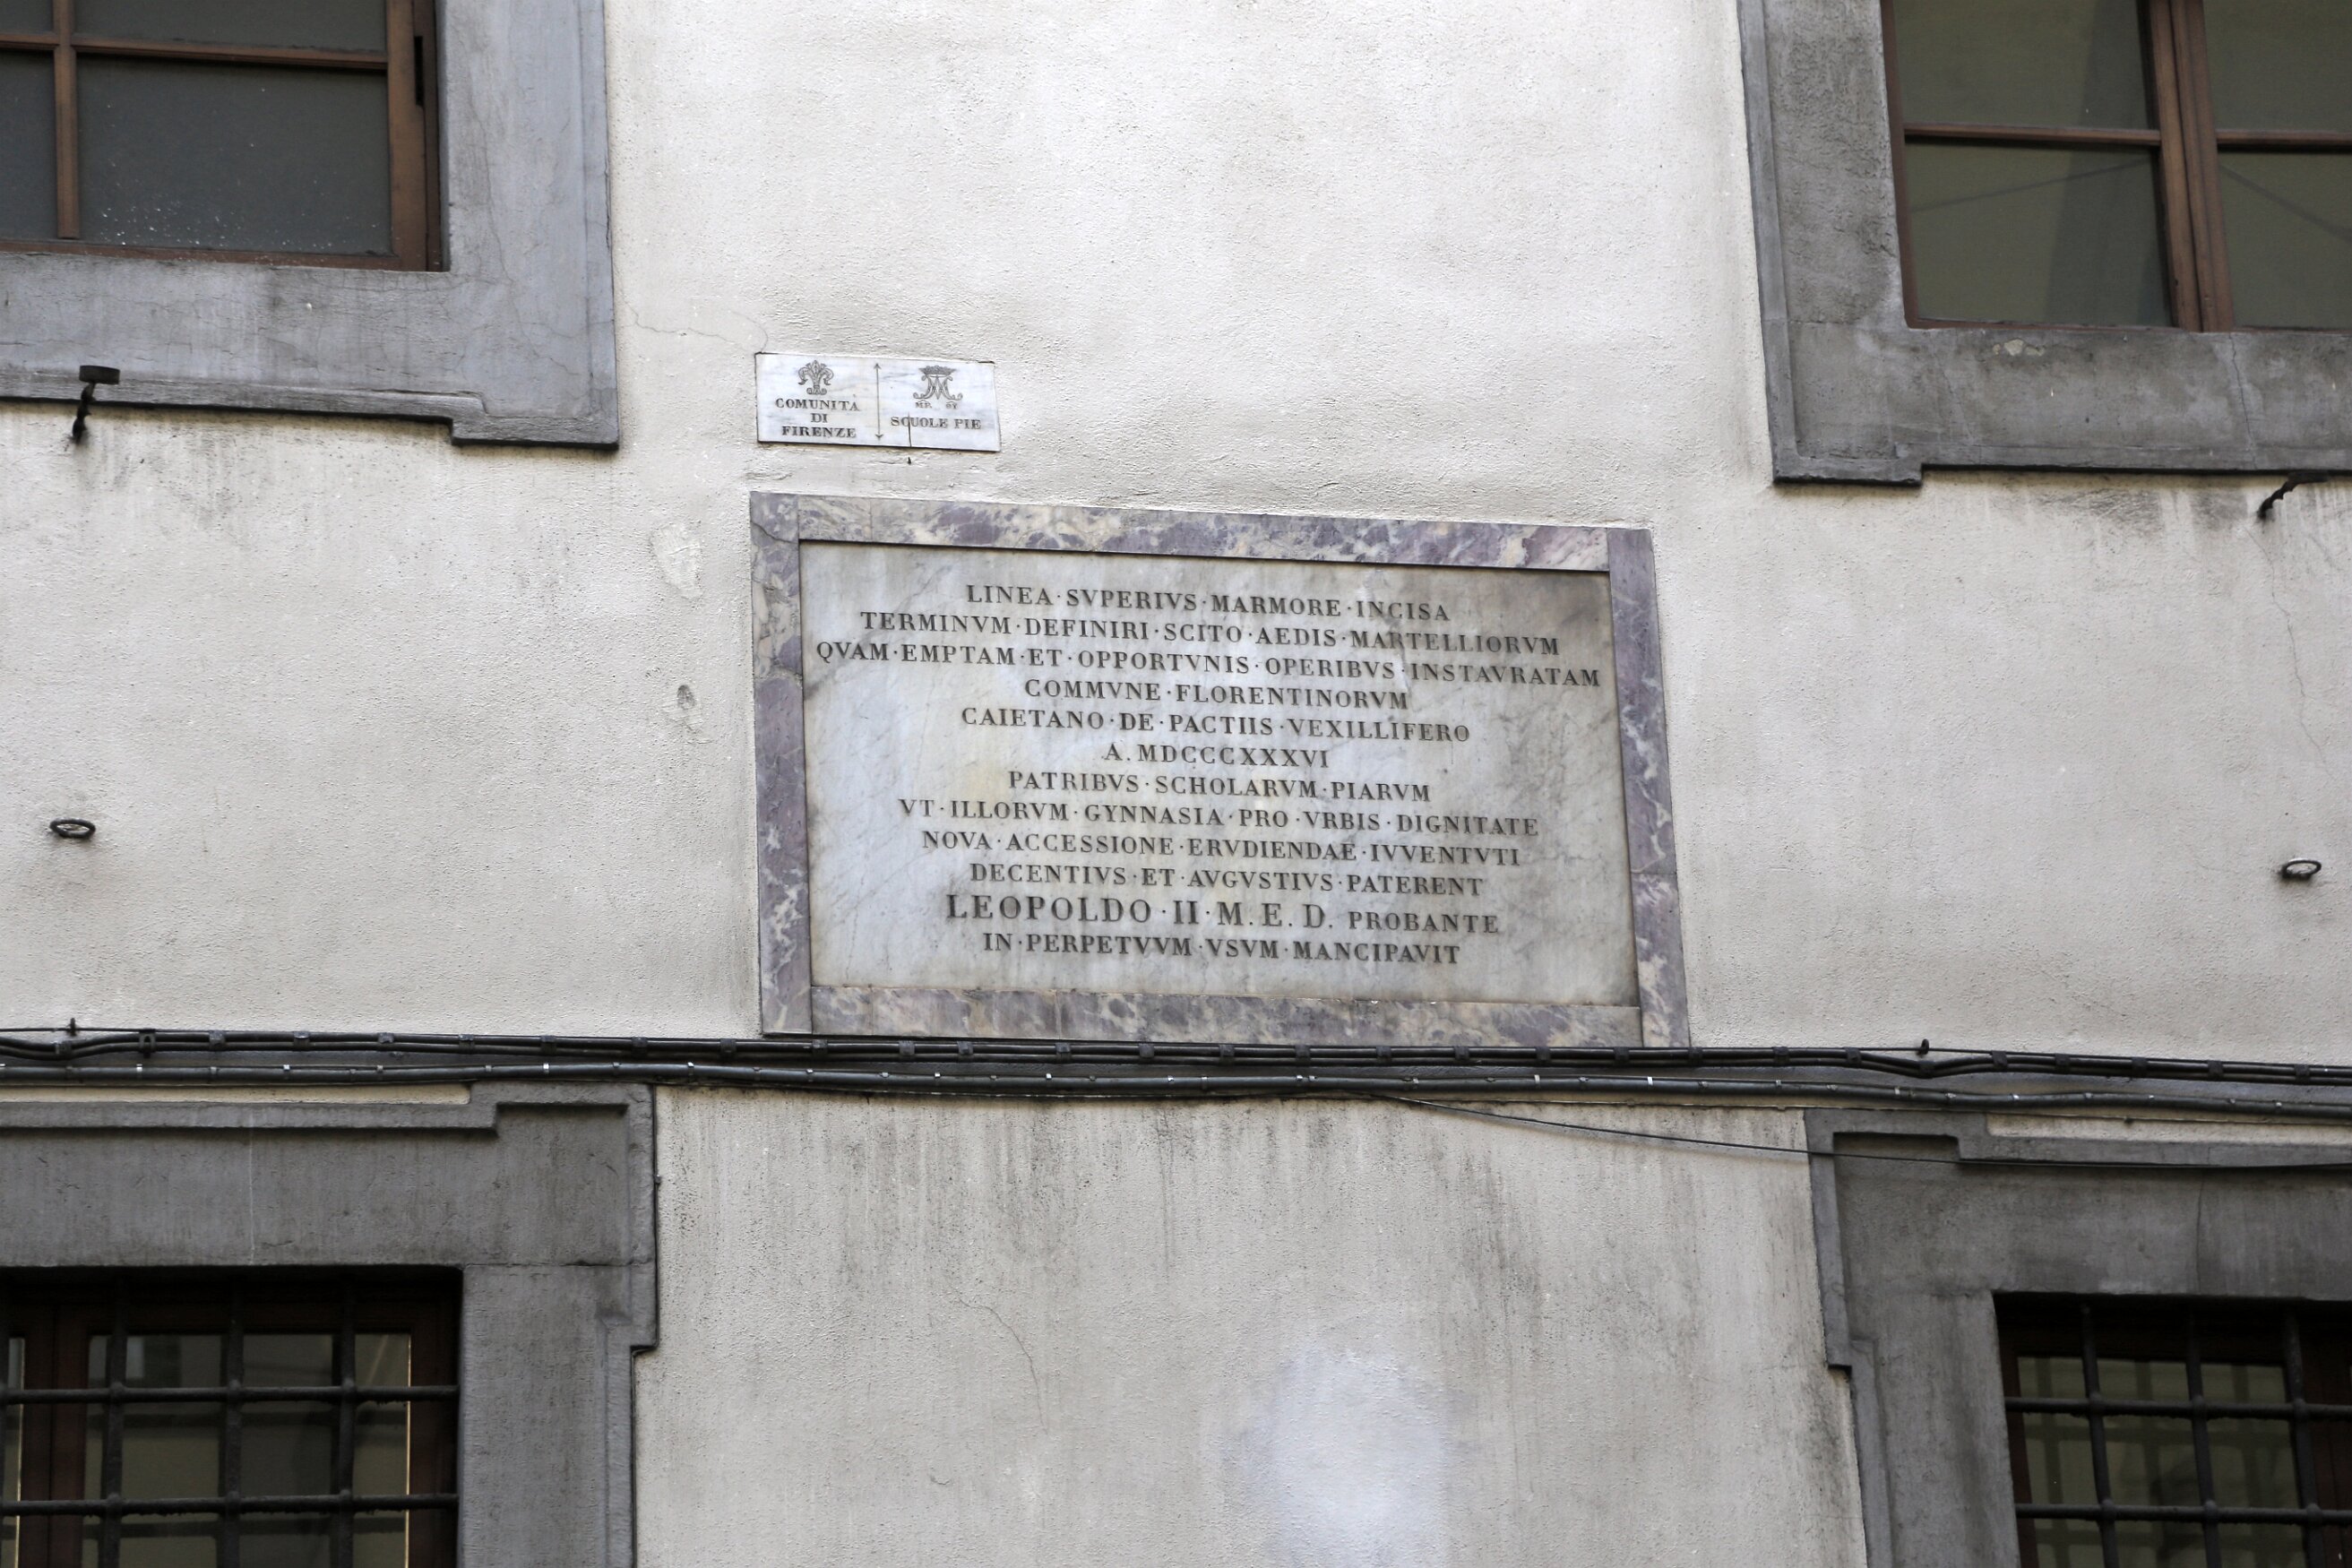 COMUNITA
DI
FIRENZE
SCUOLE PIE
LINEA·SVPERIVS·MARMORE·INCISA
TERMINVM·DEFINIRI·SCITO·AEDIS·MARTELLIORVM
QVAM·EMPTAM·ET·OPPORTVNIS·OPERIBVS·INSTAVRATAM
COMMVNE·FLORENTINORVM
CAIETANO·DE·PACTIIS·VEXILLIFERO
A. MDCCCXXXVI
PATRIBVS·SCHOLARVM·PIARVM
VT·ILLORVM·GYNNASIA·PRO·VRBIS·DIGNITATE
NOVA·ACCESSIONE·ERVDIENDAE·IVVENTVTI
DECENTIVS·ET·AVGVSTIVS·PATERENT
LEOPOLDO·II·M. E. D. PROBANTE
IN·PERPETVVM·VSVM·MANCIPAVIT